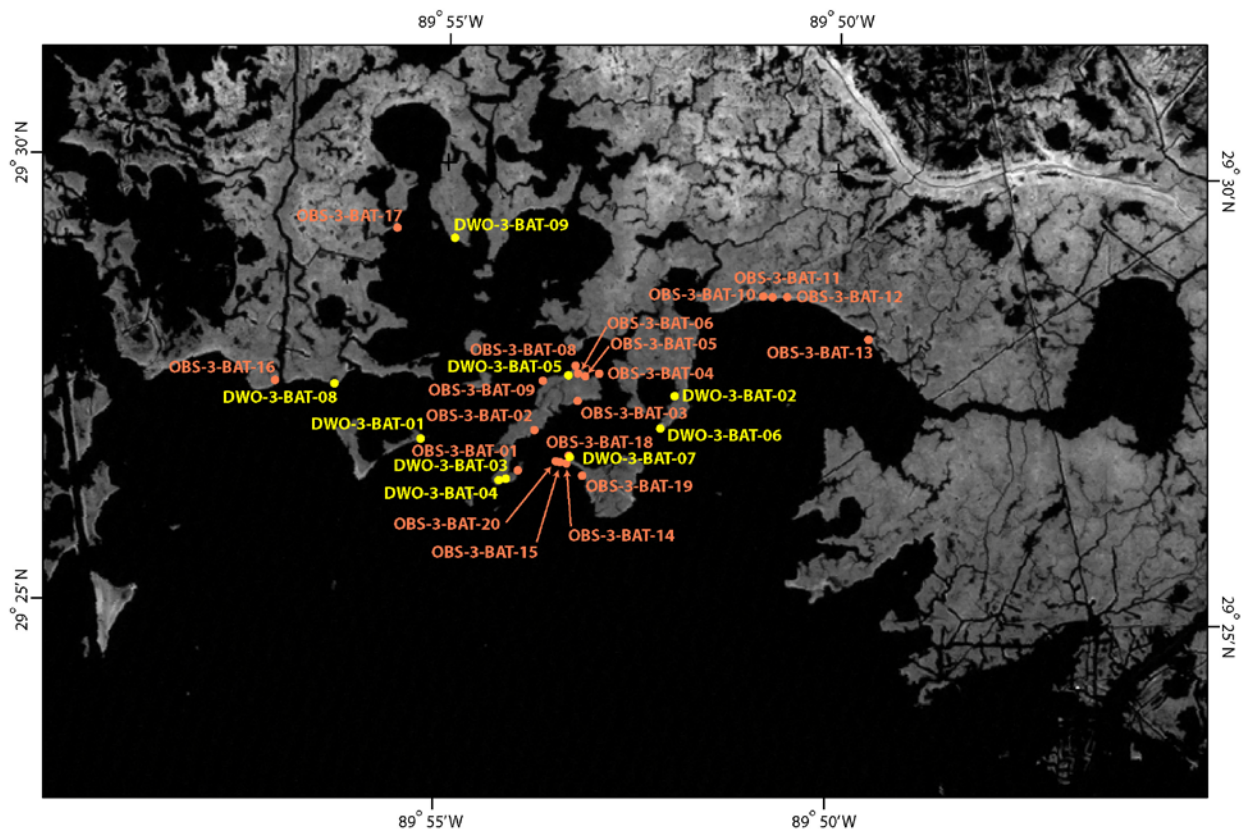 89° 55'W
89° 50'W
29° 30'N
29° 30'N
OBS-3-BAT-17
DWO-3-BAT-09
OBS-3-BAT-11
OBS-3-BAT-10
OBS-3-BAT-12
OBS-3-BAT-06
OBS-3-BAT-05
OBS-3-BAT-08
OBS-3-BAT-13
OBS-3-BAT-16
DWO-3-BAT-05
OBS-3-BAT-04
OBS-3-BAT-09
DWO-3-BAT-08
DWO-3-BAT-02
OBS-3-BAT-02
OBS-3-BAT-03
DWO-3-BAT-01
DWO-3-BAT-06
OBS-3-BAT-18
OBS-3-BAT-01
DWO-3-BAT-07
DWO-3-BAT-03
OBS-3-BAT-19
DWO-3-BAT-04
OBS-3-BAT-20
OBS-3-BAT-14
OBS-3-BAT-15
29° 25'N
29° 25'N
89° 55'W
89° 50'W